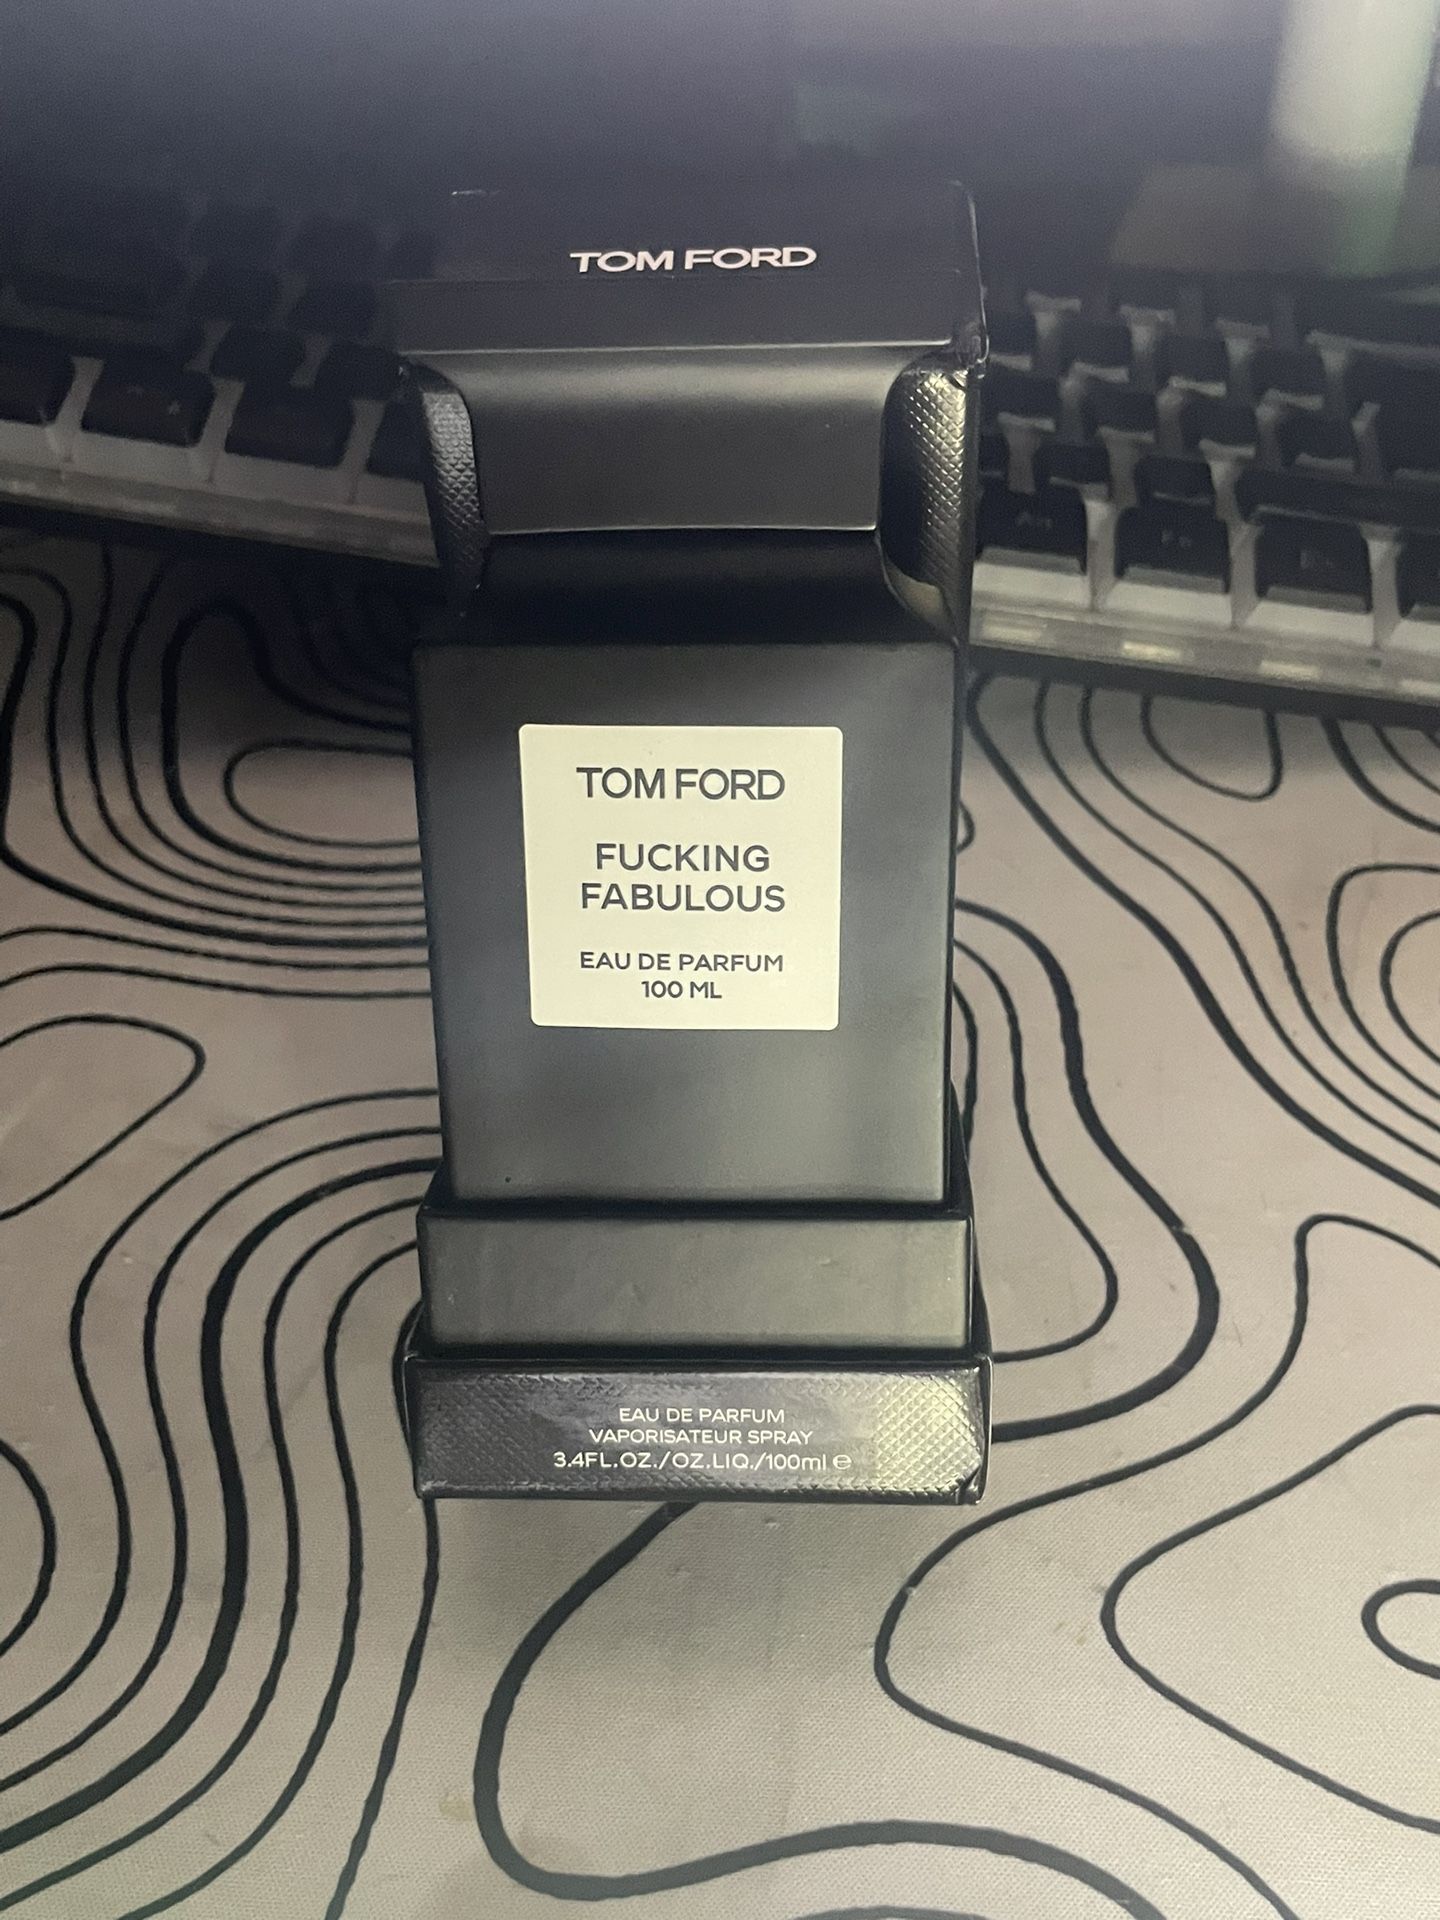 TOM FORD
TOM FORD
FUCKING
FABULOUS
EAU DE PARFUM
100 ML
EAU DE PARFUM
VAPORISATEUR SPRAY
3.4FL.OZ./OZ.LIQ./100ml ℮